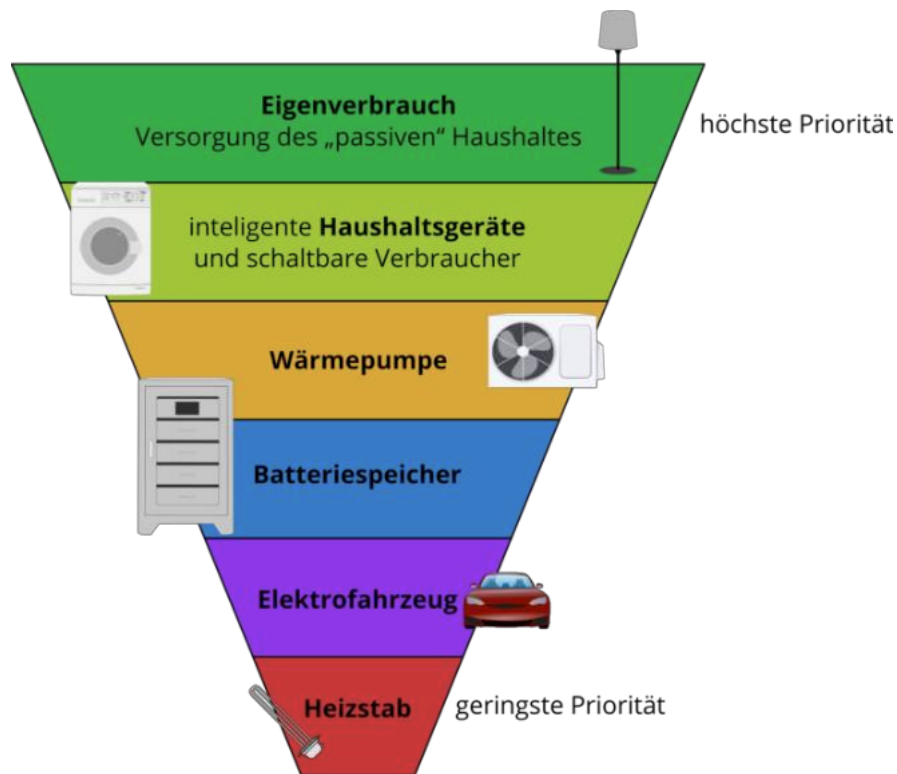 Eigenverbrauch
Versorgung des „passiven“ Haushaltes
höchste Priorität
inteligente Haushaltsgeräte
und schaltbare Verbraucher
Wärmepumpe
Batteriespeicher
Elektrofahrzeug
Heizstab
geringste Priorität